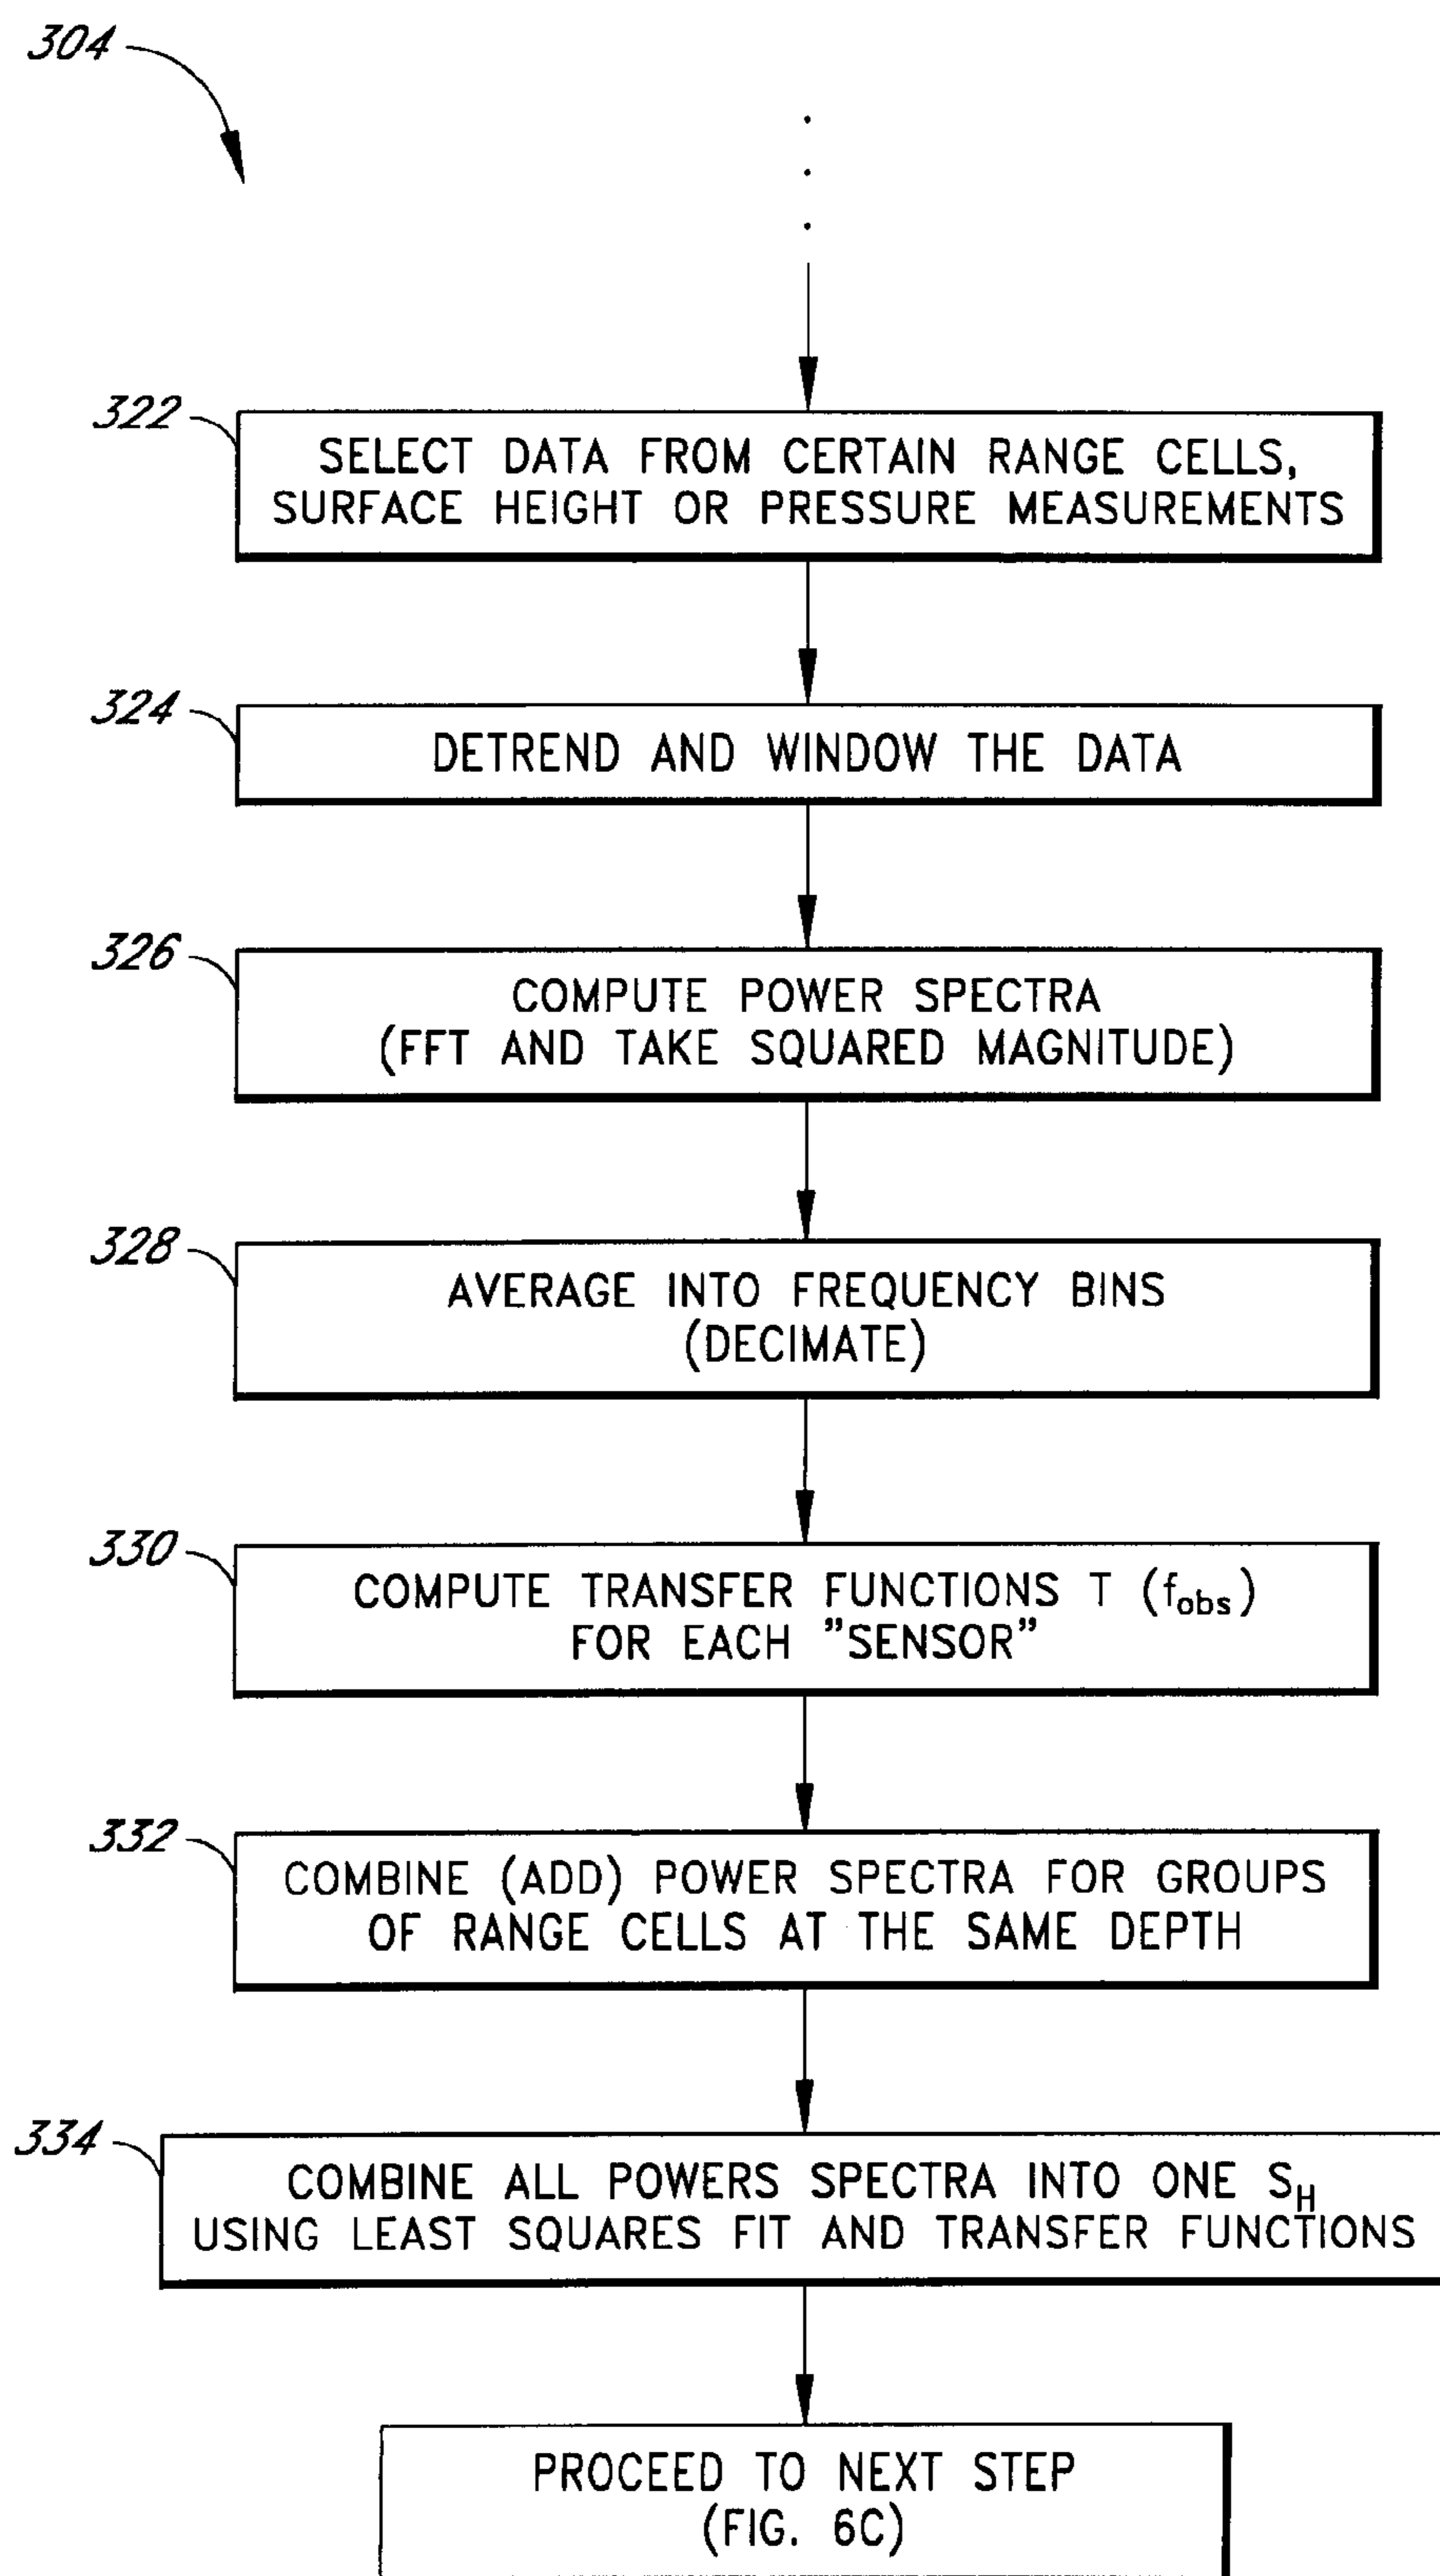 304
322
SELECT DATA FROM CERTAIN RANGE CELLS,
SURFACE HEIGHT OR PRESSURE MEASUREMENTS
324
DETREND AND WINDOW THE DATA
326
COMPUTE POWER SPECTRA
(FFT AND TAKE SQUARED MAGNITUDE)
328
AVERAGE INTO FREQUENCY BINS
(DECIMATE)
330
COMPUTE TRANSFER FUNCTIONS T (f_obs)
FOR EACH "SENSOR"
332
COMBINE (ADD) POWER SPECTRA FOR GROUPS
OF RANGE CELLS AT THE SAME DEPTH
334
COMBINE ALL POWERS SPECTRA INTO ONE S_H
USING LEAST SQUARES FIT AND TRANSFER FUNCTIONS
PROCEED TO NEXT STEP
(FIG. 6C)